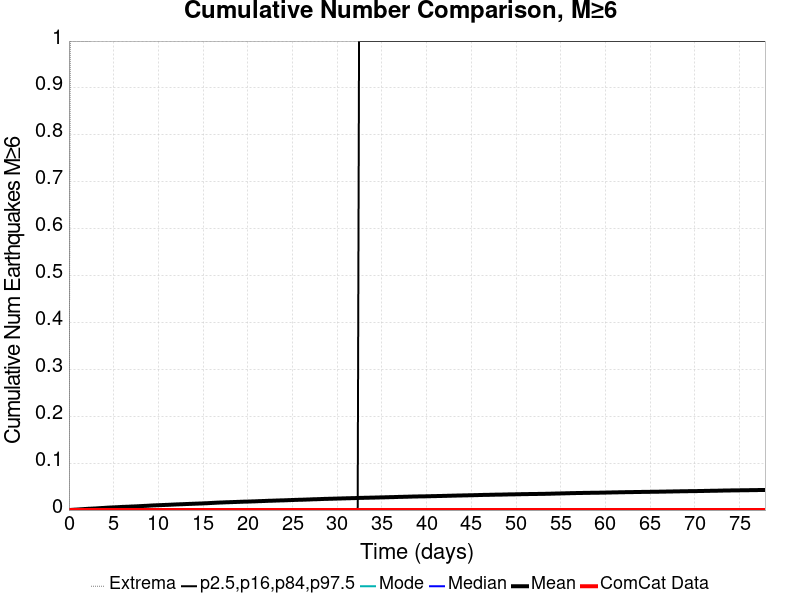 Cumulative Number Comparison, M≥6
Cumulative Num Earthquakes M≥6
1
0.9
0.8
0.7
0.6
0.5
0.4
0.3
0.2
0.1
0
0 5 10 15 20 25 30 35 40 45 50 55 60 65 70 75
Time (days)
Extrema p2.5,p16,p84,p97.5 Mode Median Mean ComCat Data